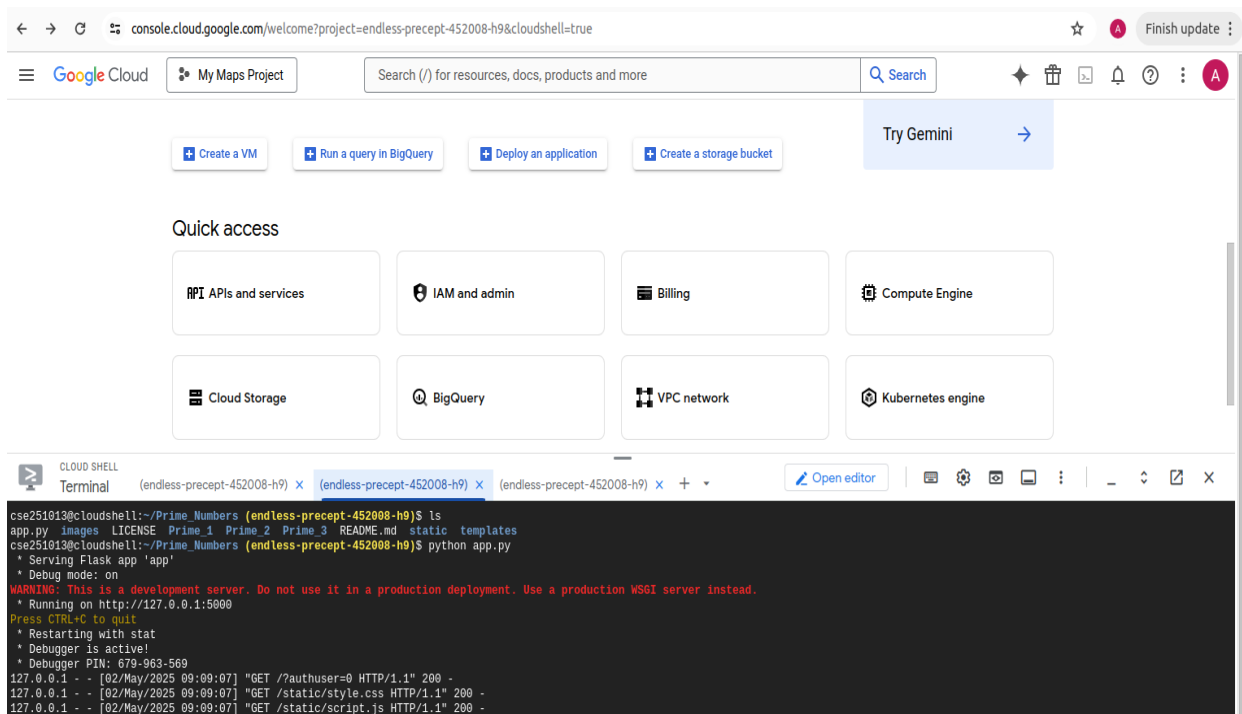 console.cloud.google.com/welcome?project=endless-precept-452008-h9&cloudshell=true
A
Finish update
Google Cloud
My Maps Project
Search (/) for resources, docs, products and more
Search
A
Try Gemini
Create a VM
Run a query in BigQuery
Deploy an application
Create a storage bucket
Quick access
API APIs and services
IAM and admin
Billing
Compute Engine
Cloud Storage
BigQuery
VPC network
Kubernetes engine
CLOUD SHELL
Terminal
(endless-precept-452008-h9)
(endless-precept-452008-h9)
(endless-precept-452008-h9)
Open editor
cse251013@cloudshell:~/Prime_Numbers (endless-precept-452008-h9)$ ls
app.py images LICENSE Prime_1 Prime_2 Prime_3 README.md static templates
cse251013@cloudshell:~/Prime_Numbers (endless-precept-452008-h9)$ python app.py
* Serving Flask app 'app'
* Debug mode: on
WARNING: This is a development server. Do not use it in a production deployment. Use a production WSGI server instead.
* Running on http://127.0.0.1:5000
Press CTRL+C to quit
* Restarting with stat
* Debugger is active!
* Debugger PIN: 679-963-569
127.0.0.1 - - [02/May/2025 09:09:07] "GET /?authuser=0 HTTP/1.1" 200 -
127.0.0.1 - - [02/May/2025 09:09:07] "GET /static/style.css HTTP/1.1" 200 -
127.0.0.1 - - [02/May/2025 09:09:07] "GET /static/script.js HTTP/1.1" 200 -